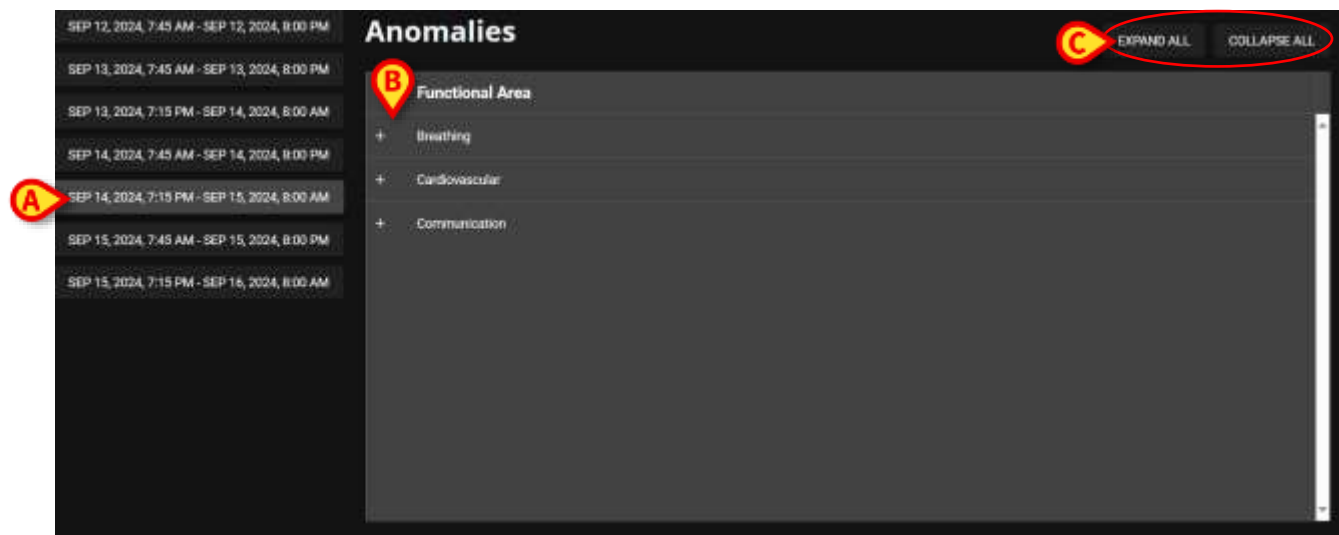 SEP 12, 2024, 7:45 AM - SEP 12, 2024, 8:00 PM
SEP 13, 2024, 7:45 AM - SEP 13, 2024, 8:00 PM
SEP 13, 2024, 7:15 PM - SEP 14, 2024, 8:00 AM
SEP 14, 2024, 7:45 AM - SEP 14, 2024, 8:00 PM
A
SEP 14, 2024, 7:15 PM - SEP 15, 2024, 8:00 AM
SEP 15, 2024, 7:45 AM - SEP 15, 2024, 8:00 PM
SEP 15, 2024, 7:15 PM - SEP 16, 2024, 8:00 AM
Anomalies
C
EXPAND ALL
COLLAPSE ALL
B
Functional Area
+ Breathing
+ Cardiovascular
+ Communication